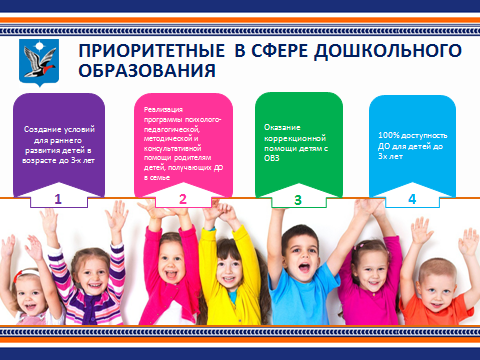 ПРИОРИТЕТНЫЕ В СФЕРЕ ДОШКОЛЬНОГО
ОБРАЗОВАНИЯ
Создание условий
для раннего
развития детей в
возрасте до 3-х лет
1
Реализация
программы психолого-
педагогической,
методической и
консультативной
помощи родителям
детей, получающих ДО
в семье
2
Оказание
коррекционной
помощи детям с
ОВЗ
3
100% доступность
ДО для детей до
3х лет
4